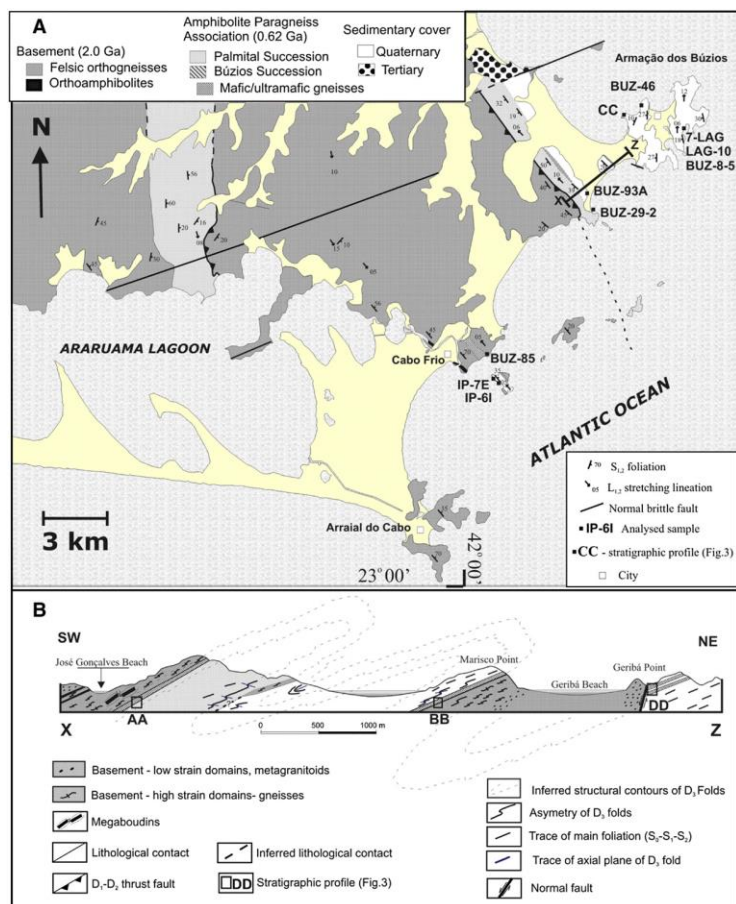 A
Basement (2.0 Ga)
Felsic orthogneisses
Orthoamphibolites
Amphibolite Paragneiss
Association (0.62 Ga)
Palmital Succession
Búzios Succession
Mafic/ultramafic gneisses
Sedimentary cover
Quaternary
Tertiary
Armação dos Búzios
BUZ-46
CC
7-LAG
LAG-10
BUZ-8-5
Z
BUZ-93A
X
BUZ-29-2
N
ARARUAMA LAGOON
Cabo Frio
BUZ-85
IP-7E
IP-6I
ATLANTIC OCEAN
Arraial do Cabo
3 km
23°00'
42°00'
70 S1,2 foliation
05 L1,2 stretching lineation
Normal brittle fault
IP-6I Analysed sample
CC - stratigraphic profile (Fig.3)
City
B
SW
NE
José Gonçalves Beach
Marisco Point
Geribá Beach
Geribá Point
AA
BB
DD
X
Z
0 500 1000 m
Basement - low strain domains, metagranitoids
Basement - high strain domains- gneisses
Megaboudins
Lithological contact
D1-D2 thrust fault
Inferred lithological contact
DD Stratigraphic profile (Fig.3)
Inferred structural contours of D3 Folds
Asymetry of D3 folds
Trace of main foliation (S0-S1-S2)
Trace of axial plane of D3 fold
Normal fault